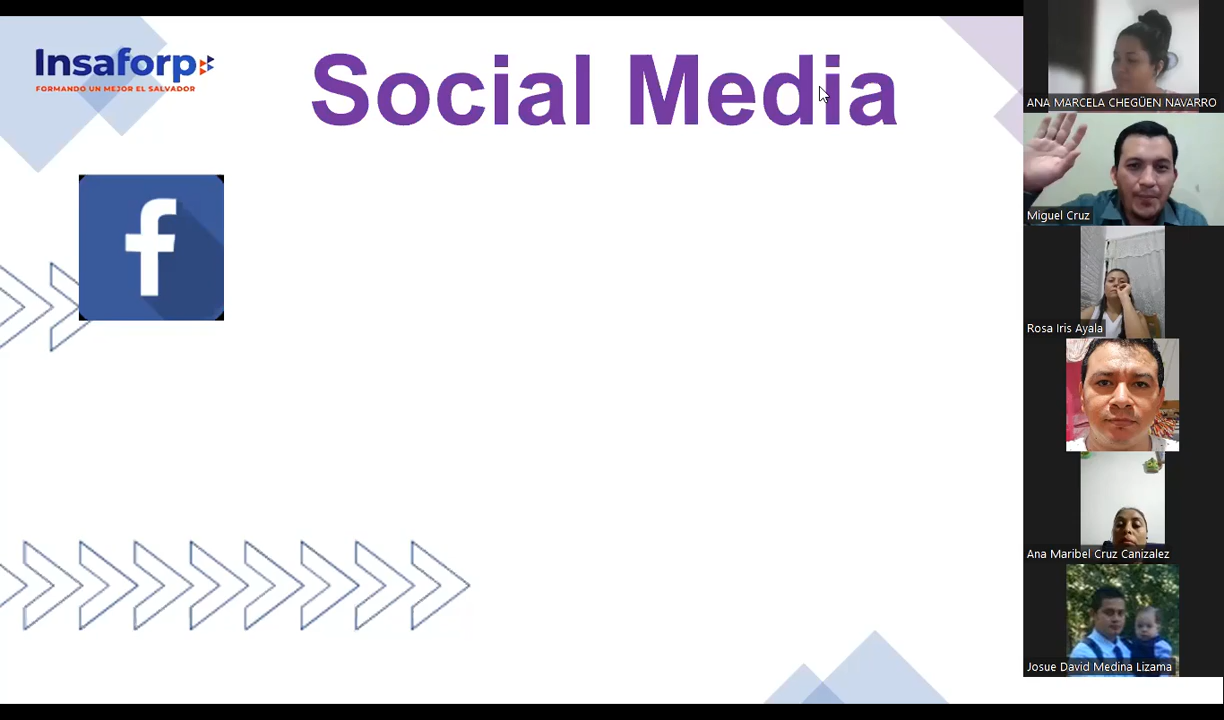 Insaforp
FORMANDO UN MEJOR EL SALVADOR
Social Media
f
ANA MARCELA CHEGÜEN NAVARRO
Miguel Cruz
Rosa Iris Ayala
Ana Maribel Cruz Canizalez
Josue David Medina Lizama